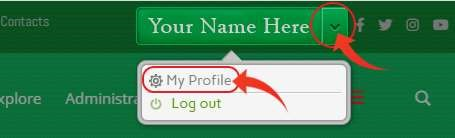 Contacts
Your Name Here
My Profile
xplore
Administra
Log out